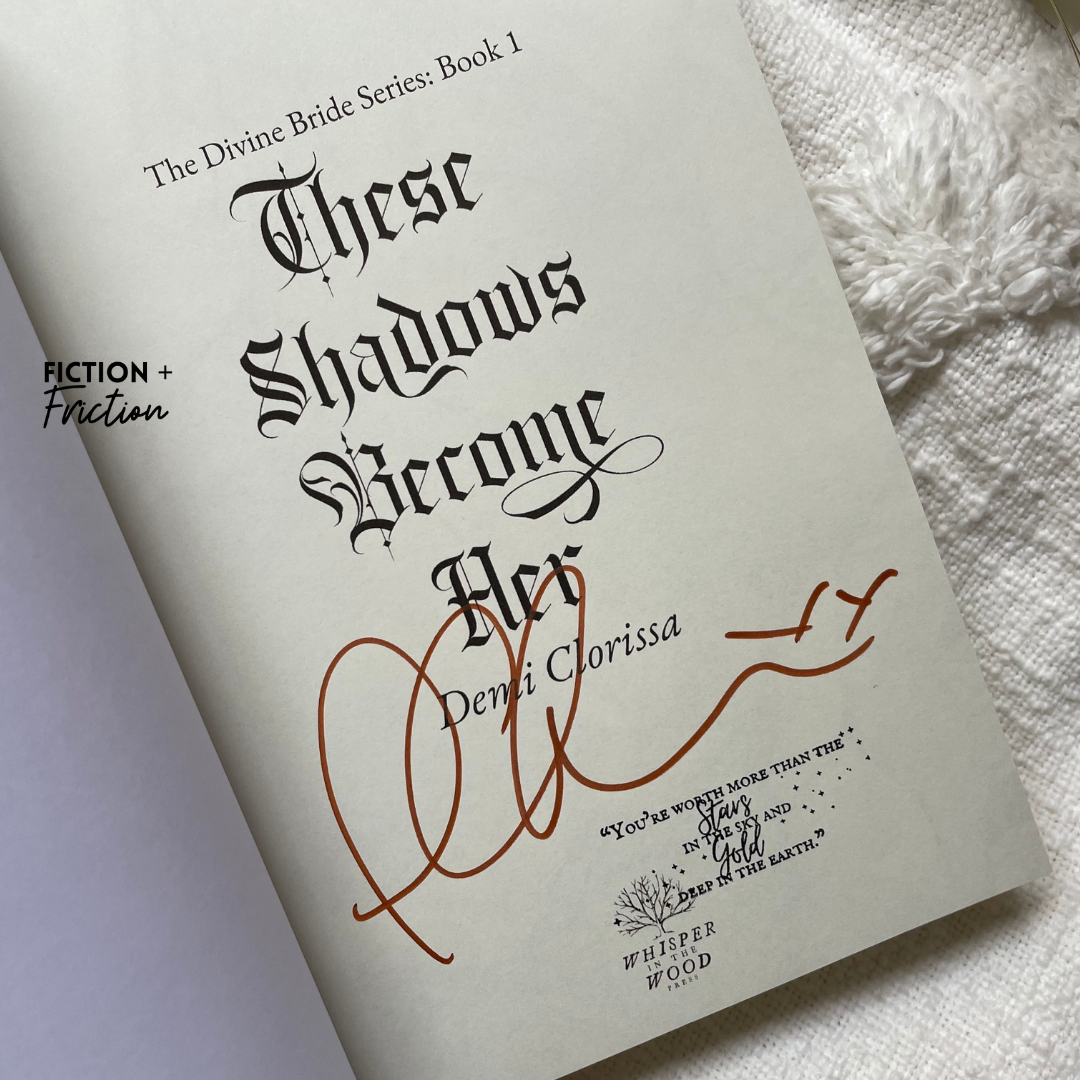 The Divine Bride Series: Book 1
These
Shadows
Become
Her
Demi Clorissa
FICTION +
Friction
“YOU’RE WORTH MORE THAN THE
Stars
IN THE SKY AND
Gold
DEEP IN THE EARTH.”
WHISPER
IN THE
WOOD
PRESS